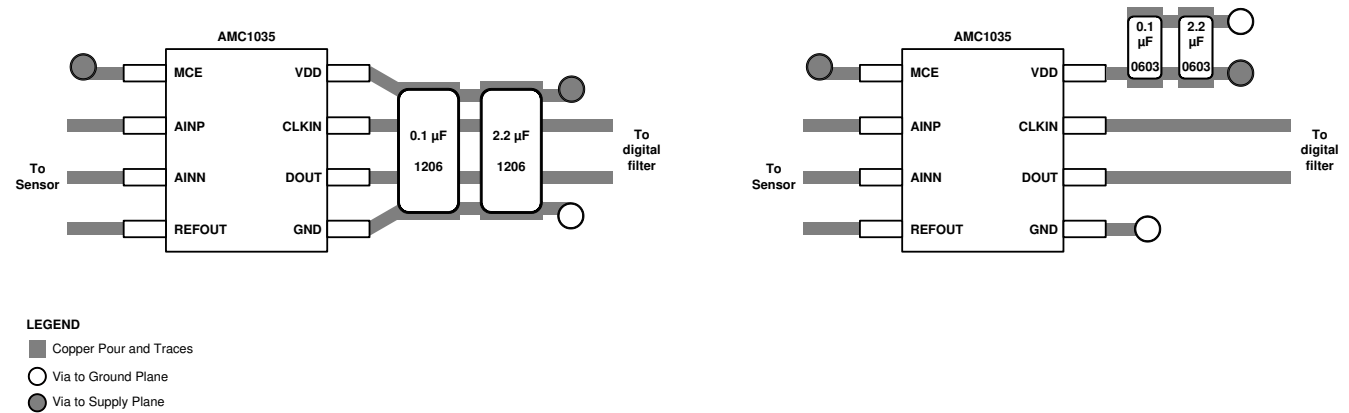 AMC1035
MCE
VDD
AINP
CLKIN
AINN
DOUT
REFOUT
GND
To
Sensor
0.1 µF
1206
2.2 µF
1206
To
digital
filter
AMC1035
MCE
VDD
AINP
CLKIN
AINN
DOUT
REFOUT
GND
To
Sensor
0.1
µF
0603
2.2
µF
0603
To
digital
filter
LEGEND
Copper Pour and Traces
Via to Ground Plane
Via to Supply Plane